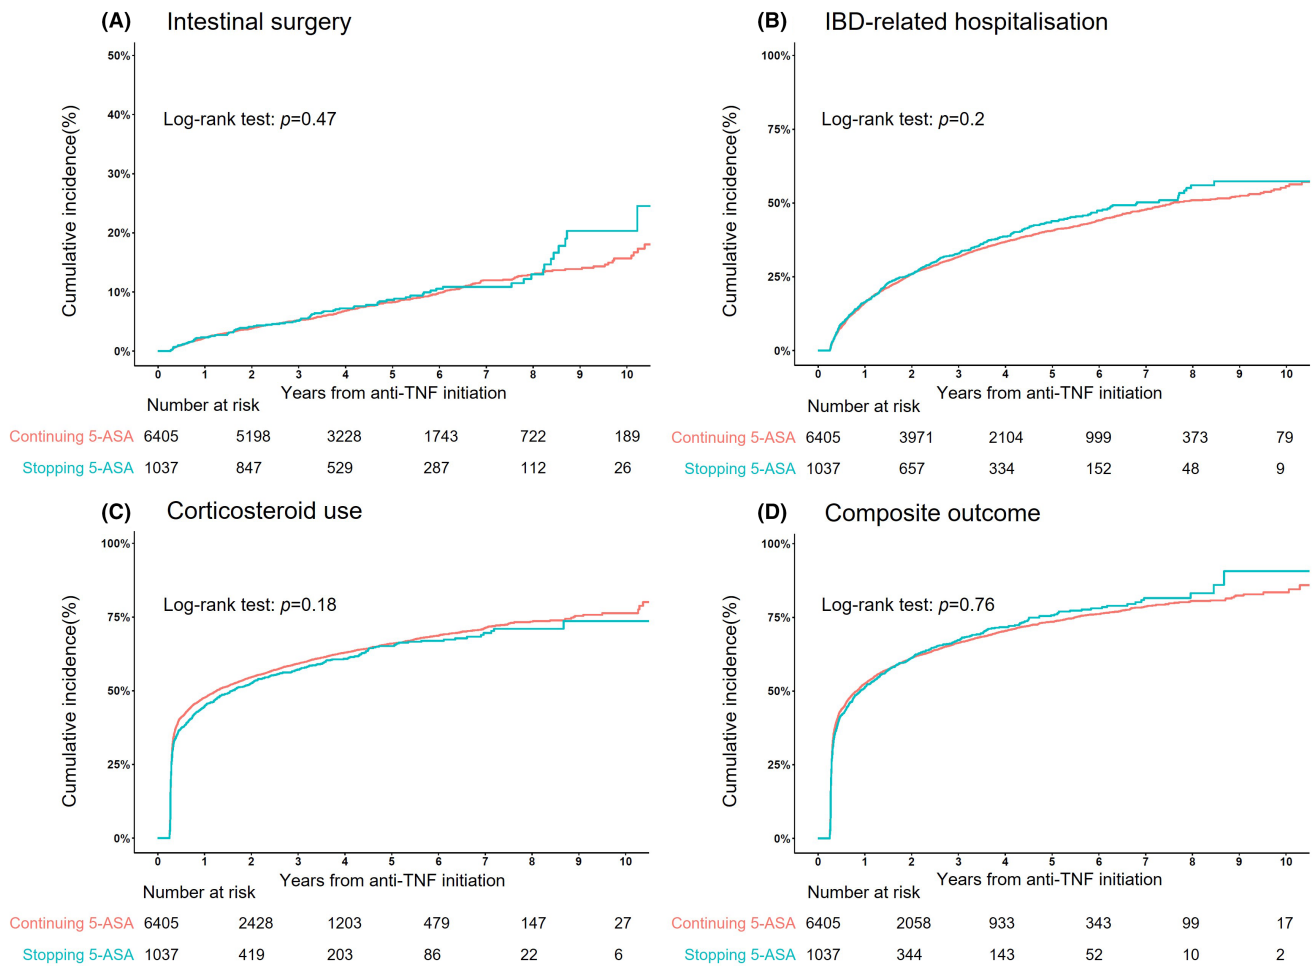 (A) Intestinal surgery
50%
40%
30%
20%
10%
0%
Cumulative incidence(%)
Log-rank test: p=0.47
0 1 2 3 4 5 6 7 8 9 10
Years from anti-TNF initiation
Number at risk
Continuing 5-ASA 6405 5198 3228 1743 722 189
Stopping 5-ASA 1037 847 529 287 112 26
(B) IBD-related hospitalisation
100%
75%
50%
25%
0%
Cumulative incidence(%)
Log-rank test: p=0.2
0 1 2 3 4 5 6 7 8 9 10
Years from anti-TNF initiation
Number at risk
Continuing 5-ASA 6405 3971 2104 999 373 79
Stopping 5-ASA 1037 657 334 152 48 9
(C) Corticosteroid use
100%
75%
50%
25%
0%
Cumulative incidence(%)
Log-rank test: p=0.18
0 1 2 3 4 5 6 7 8 9 10
Years from anti-TNF initiation
Number at risk
Continuing 5-ASA 6405 2428 1203 479 147 27
Stopping 5-ASA 1037 419 203 86 22 6
(D) Composite outcome
100%
75%
50%
25%
0%
Cumulative incidence(%)
Log-rank test: p=0.76
0 1 2 3 4 5 6 7 8 9 10
Years from anti-TNF initiation
Number at risk
Continuing 5-ASA 6405 2058 933 343 99 17
Stopping 5-ASA 1037 344 143 52 10 2